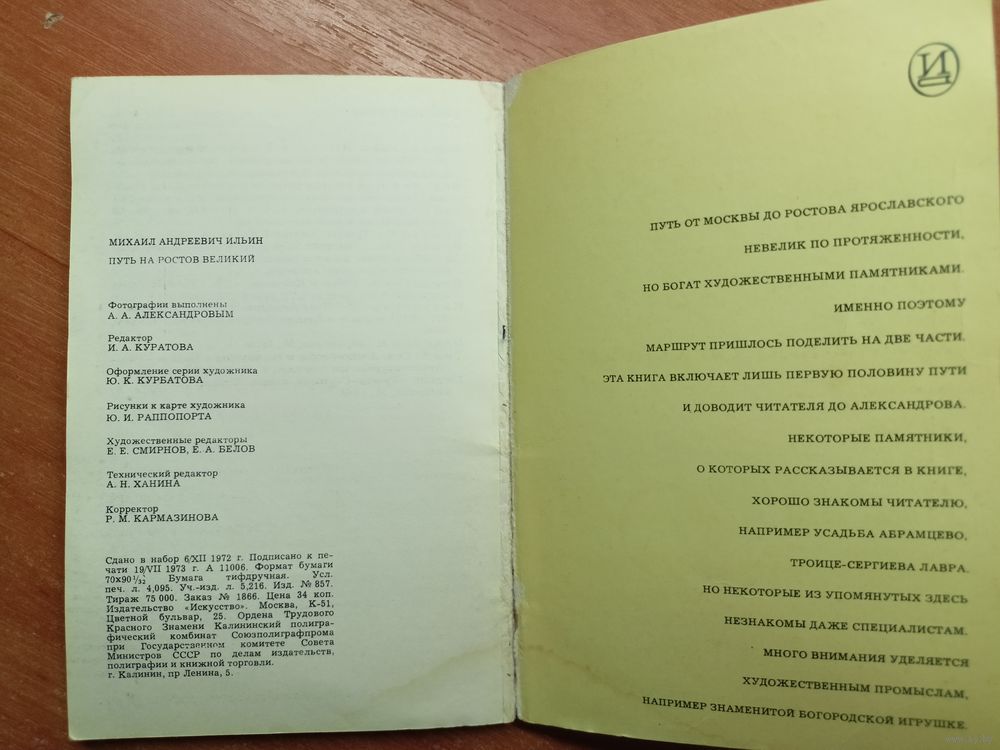 МИХАИЛ АНДРЕЕВИЧ ИЛЬИН
ПУТЬ НА РОСТОВ ВЕЛИКИЙ
Фотографии выполнены
А. А. АЛЕКСАНДРОВЫМ
Редактор
И. А. КУРАТОВА
Оформление серии художника
Ю. К. КУРБАТОВА
Рисунки к карте художника
Ю. И. РАППОПОРТА
Художественные редакторы
Е. Е. СМИРНОВ, Е. А. БЕЛОВ
Технический редактор
А. Н. ХАНИНА
Корректор
Р. М. КАРМАЗИНОВА
Сдано в набор 6/XII 1972 г. Подписано к пе-
чати 19/VII 1973 г. А 11006. Формат бумаги
70х90 1/32 Бумага тифдручная. Усл.
печ. л. 4,095. Уч.-изд. л. 5,216. Изд. № 857.
Тираж 75 000. Заказ № 1866. Цена 34 коп.
Издательство «Искусство». Москва, К-51,
Цветной бульвар, 25. Ордена Трудового
Красного Знамени Калининский полигра-
фический комбинат Союзполиграфпрома
при Государственном комитете Совета
Министров СССР по делам издательств,
полиграфии и книжной торговли.
г. Калинин, пр Ленина, 5.
ПУТЬ ОТ МОСКВЫ ДО РОСТОВА ЯРОСЛАВСКОГО
НЕВЕЛИК ПО ПРОТЯЖЕННОСТИ,
НО БОГАТ ХУДОЖЕСТВЕННЫМИ ПАМЯТНИКАМИ.
ИМЕННО ПОЭТОМУ
МАРШРУТ ПРИШЛОСЬ ПОДЕЛИТЬ НА ДВЕ ЧАСТИ.
ЭТА КНИГА ВКЛЮЧАЕТ ЛИШЬ ПЕРВУЮ ПОЛОВИНУ ПУТИ
И ДОВОДИТ ЧИТАТЕЛЯ ДО АЛЕКСАНДРОВА.
НЕКОТОРЫЕ ПАМЯТНИКИ,
О КОТОРЫХ РАССКАЗЫВАЕТСЯ В КНИГЕ,
ХОРОШО ЗНАКОМЫ ЧИТАТЕЛЮ,
НАПРИМЕР УСАДЬБА АБРАМЦЕВО,
ТРОИЦЕ-СЕРГИЕВА ЛАВРА.
НО НЕКОТОРЫЕ ИЗ УПОМЯНУТЫХ ЗДЕСЬ
НЕЗНАКОМЫ ДАЖЕ СПЕЦИАЛИСТАМ.
МНОГО ВНИМАНИЯ УДЕЛЯЕТСЯ
ХУДОЖЕСТВЕННЫМ ПРОМЫСЛАМ,
НАПРИМЕР ЗНАМЕНИТОЙ БОГОРОДСКОЙ ИГРУШКЕ.